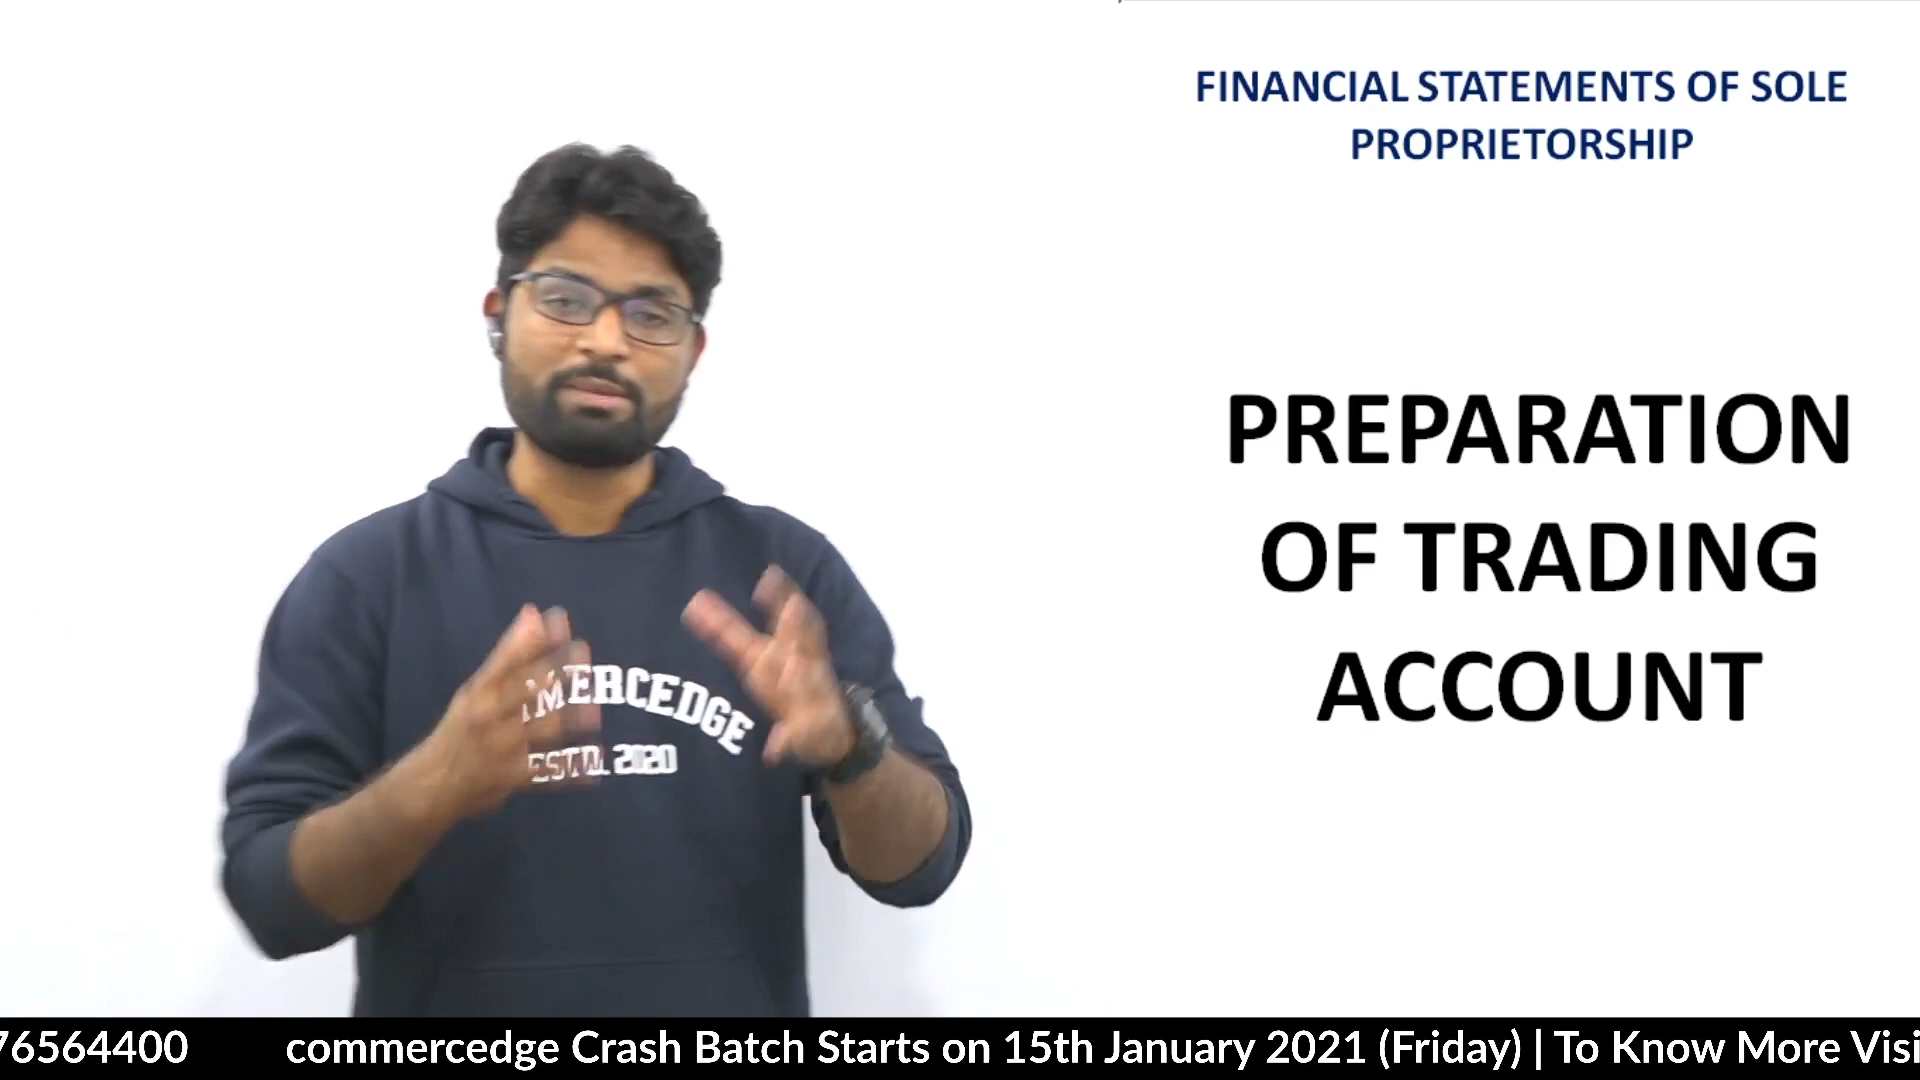 FINANCIAL STATEMENTS OF SOLE
PROPRIETORSHIP
PREPARATION
OF TRADING
ACCOUNT
MERCEDGE
ESTD. 2020
76564400 commercedge Crash Batch Starts on 15th January 2021 (Friday) | To Know More Visi